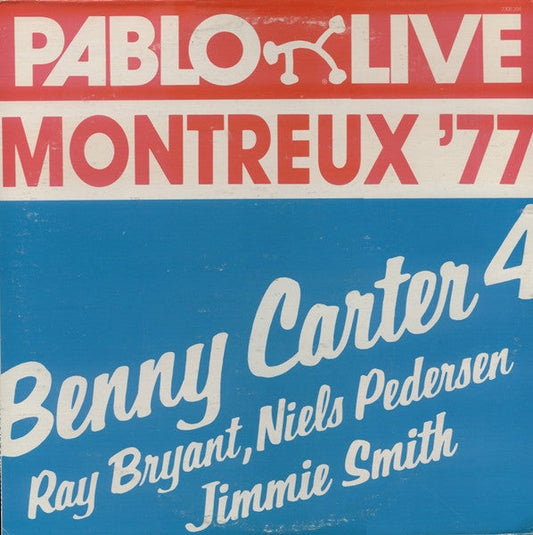 PABLO LIVE
MONTREUX '77
Benny Carter 4
Ray Bryant, Niels Pedersen
Jimmie Smith